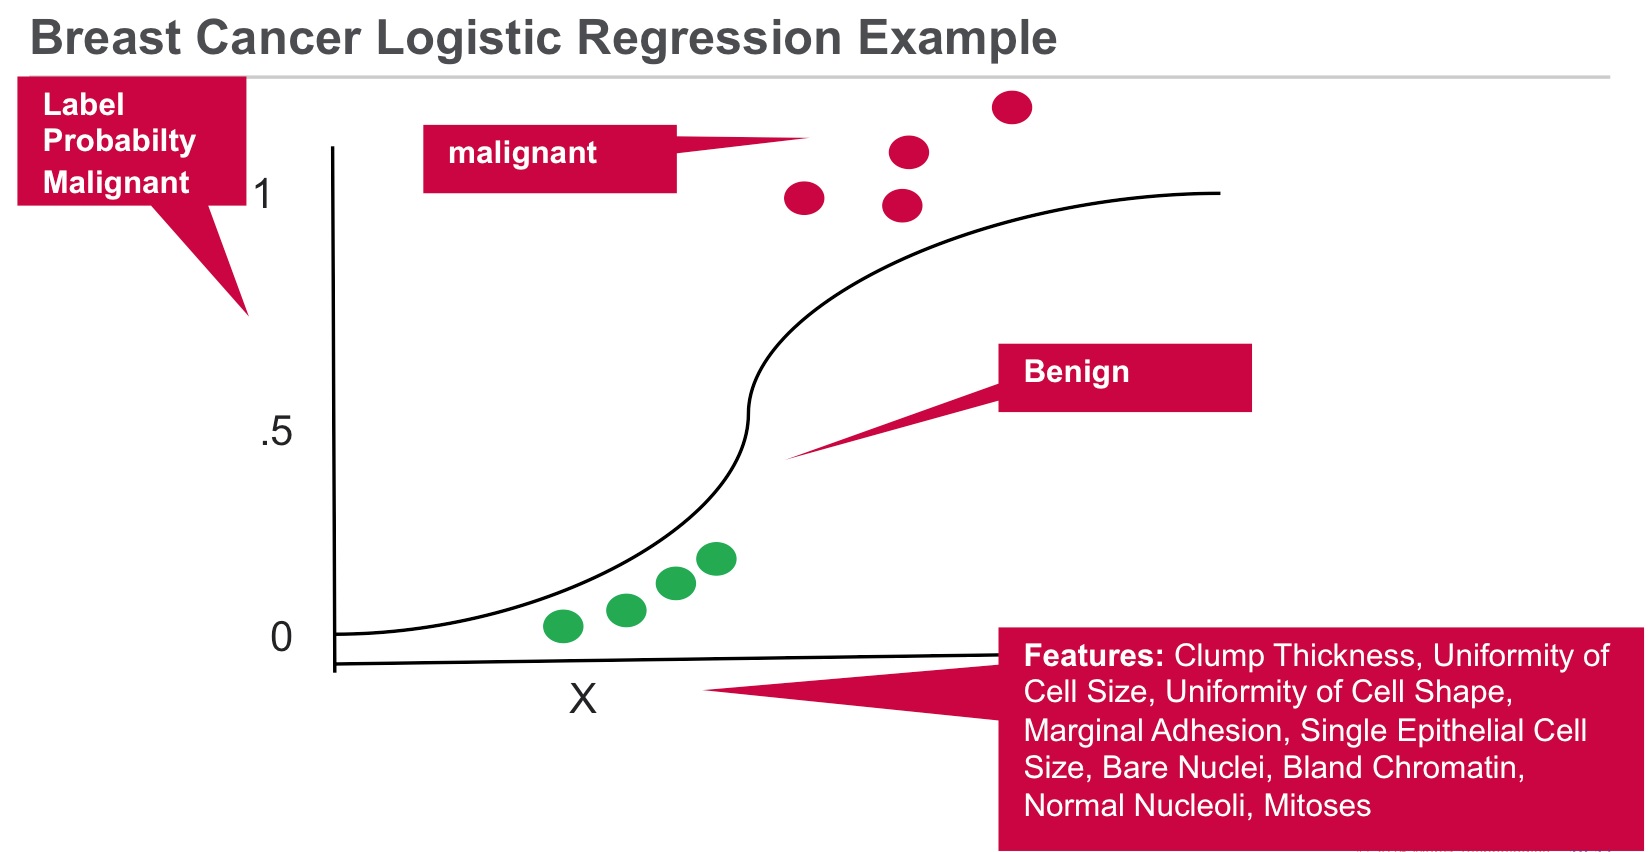 Breast Cancer Logistic Regression Example
Label
Probabilty
Malignant
malignant
1
Benign
.5
0
X
Features: Clump Thickness, Uniformity of
Cell Size, Uniformity of Cell Shape,
Marginal Adhesion, Single Epithelial Cell
Size, Bare Nuclei, Bland Chromatin,
Normal Nucleoli, Mitoses